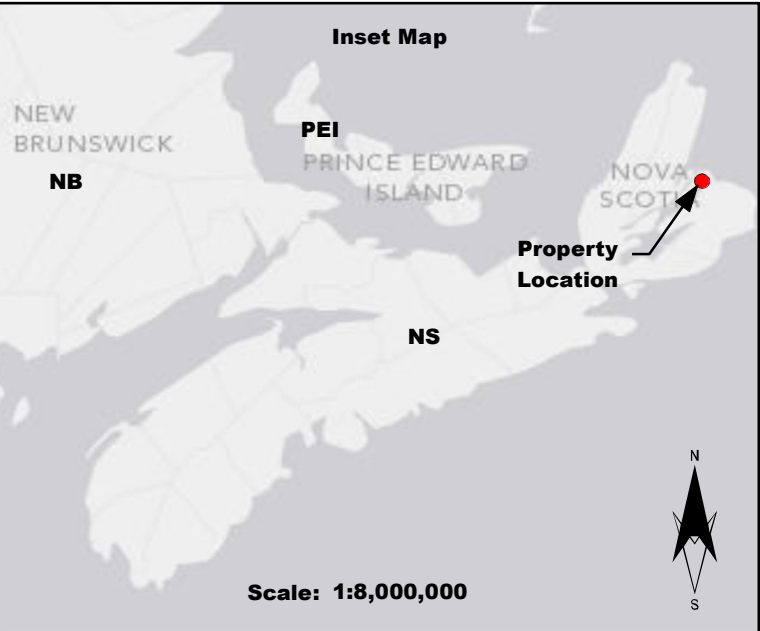 Inset Map
NEW
BRUNSWICK
NB
PEI
PRINCE EDWARD
ISLAND
NOVA
SCOTIA
Property
Location
NS
N
S
Scale: 1:8,000,000